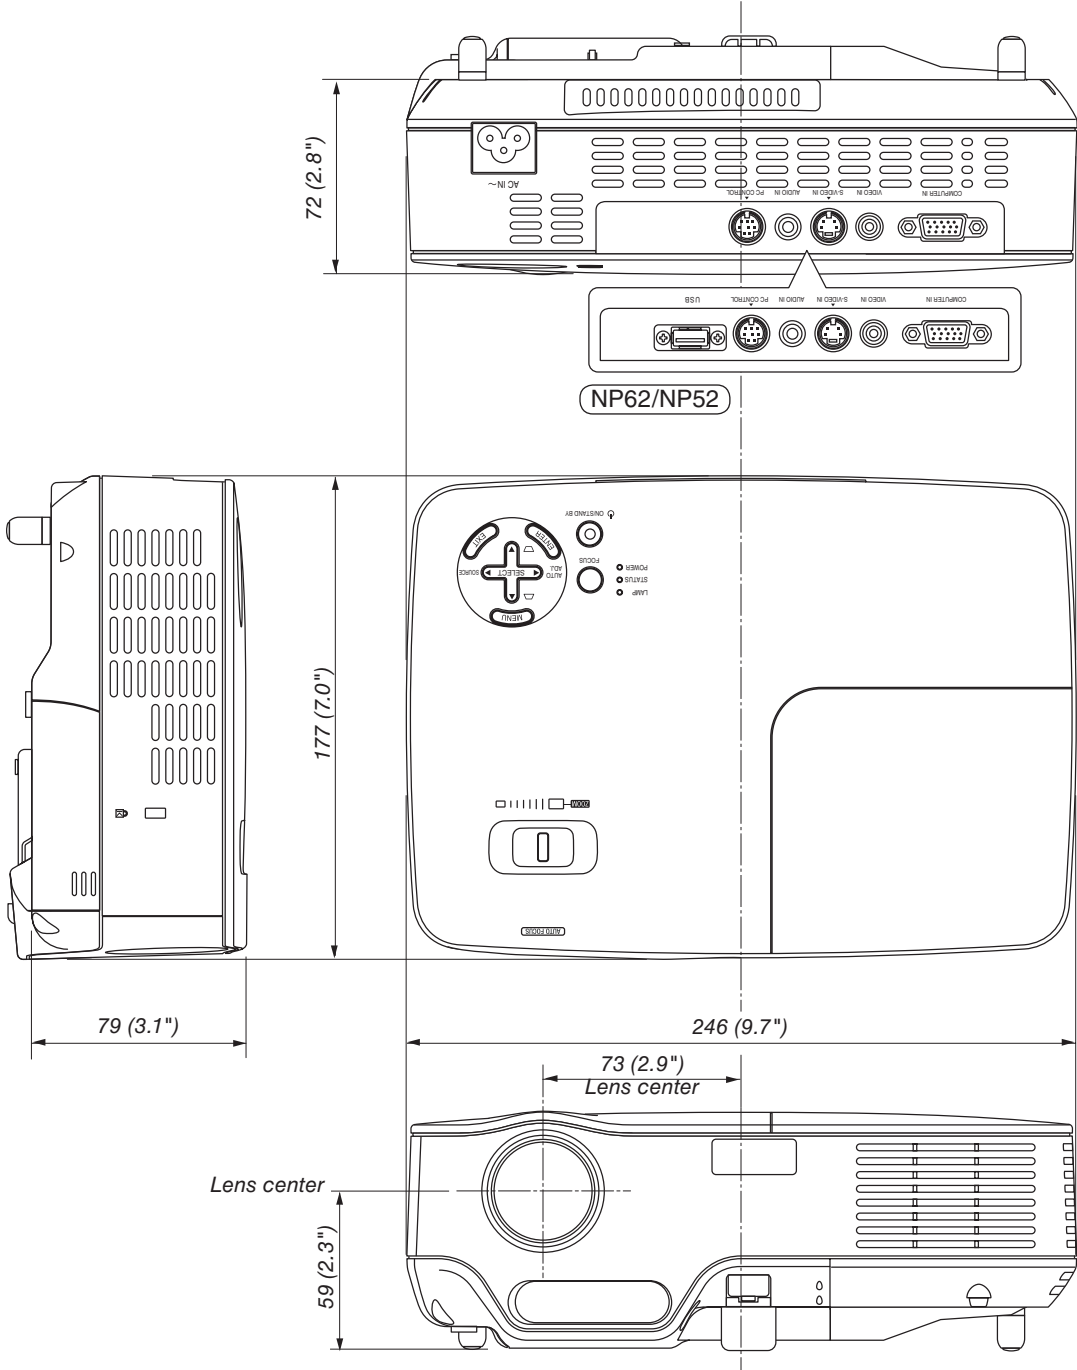 72 (2.8")
AC IN ~
PC CONTROL
AUDIO IN
S-VIDEO IN
VIDEO IN
COMPUTER IN
USB
PC CONTROL
AUDIO IN
S-VIDEO IN
VIDEO IN
COMPUTER IN
NP62/NP52
ON/STAND BY
EXIT
ENTER
FOCUS
SOURCE
SELECT
AUTO ADJ.
POWER
STATUS
LAMP
MENU
177 (7.0")
ZOOM
AUTO FOCUS
79 (3.1")
246 (9.7")
73 (2.9")
Lens center
Lens center
59 (2.3")